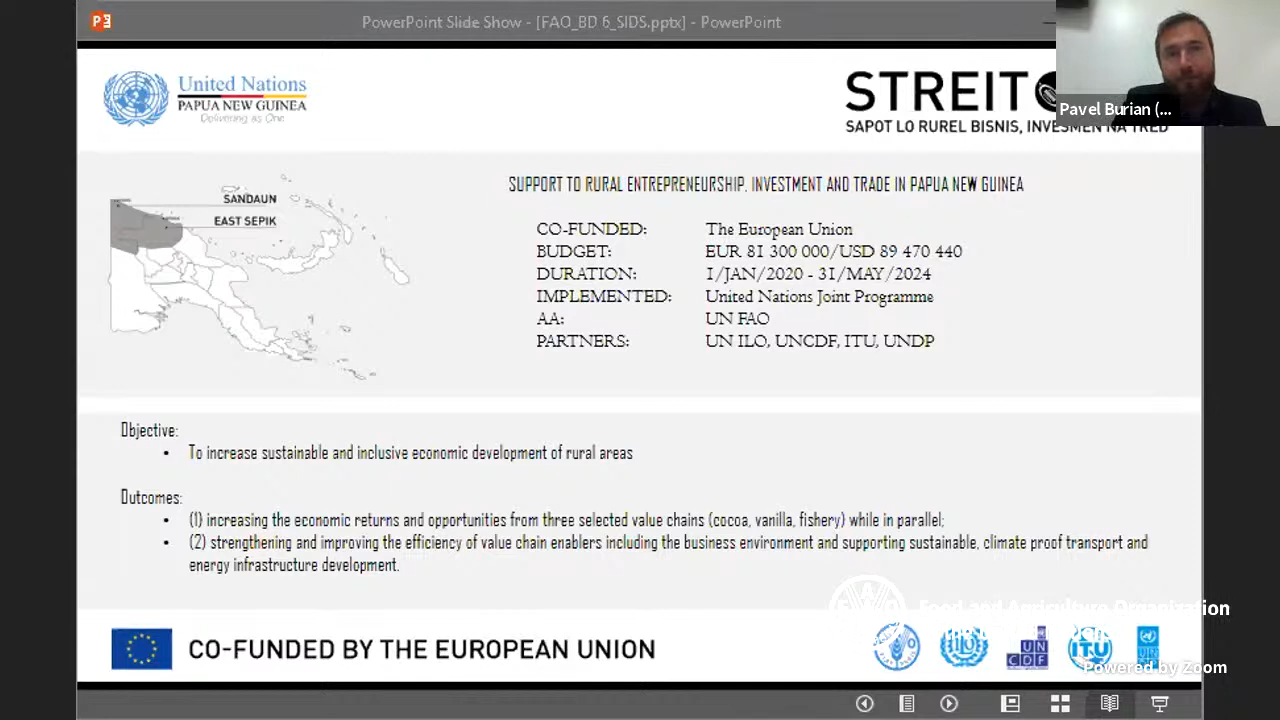 PowerPoint Slide Show - [FAO_BD 6_SIDS.pptx] - PowerPoint
Pavel Burian (...
United Nations
PAPUA NEW GUINEA
Delivering as One
STREIT
SAPOT LO RUREL BISNIS, INVESMEN NA TRED
SANDAUN
EAST SEPIK
SUPPORT TO RURAL ENTREPRENEURSHIP, INVESTMENT AND TRADE IN PAPUA NEW GUINEA
CO-FUNDED: The European Union
BUDGET: EUR 81 300 000/USD 89 470 440
DURATION: 1/JAN/2020 - 31/MAY/2024
IMPLEMENTED: United Nations Joint Programme
AA: UN FAO
PARTNERS: UN ILO, UNCDF, ITU, UNDP
Objective:
• To increase sustainable and inclusive economic development of rural areas
Outcomes:
• (1) increasing the economic returns and opportunities from three selected value chains (cocoa, vanilla, fishery) while in parallel;
• (2) strengthening and improving the efficiency of value chain enablers including the business environment and supporting sustainable, climate proof transport and
energy infrastructure development.
Food and Agriculture Organization
CO-FUNDED BY THE EUROPEAN UNION
UN
CDF
ITU
Powered by Zoom